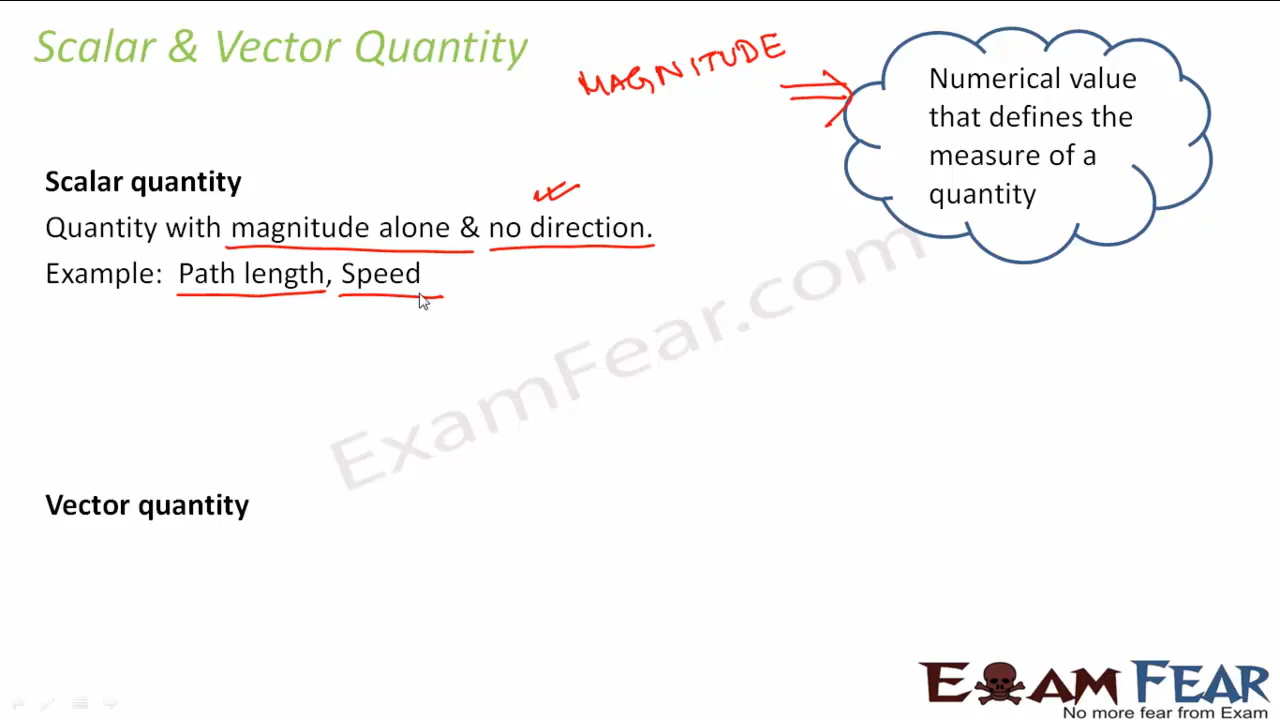 Scalar & Vector Quantity
MAGNITUDE
Numerical value
that defines the
measure of a
quantity
Scalar quantity
Quantity with magnitude alone & no direction.
Example: Path length, Speed
ExamFear.com
Vector quantity
EXAM FEAR
No more fear from Exam